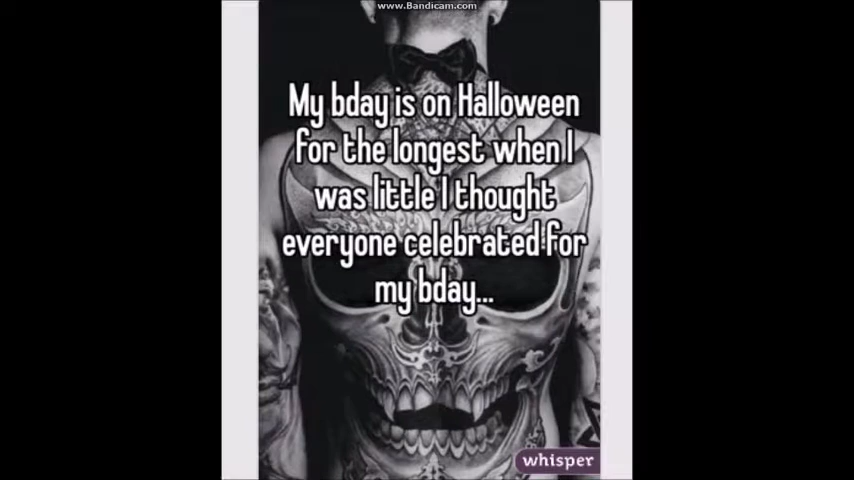 www.Bandicam.com
My bday is on Halloween
for the longest when I
was little I thought
everyone celebrated for
my bday...
whisper